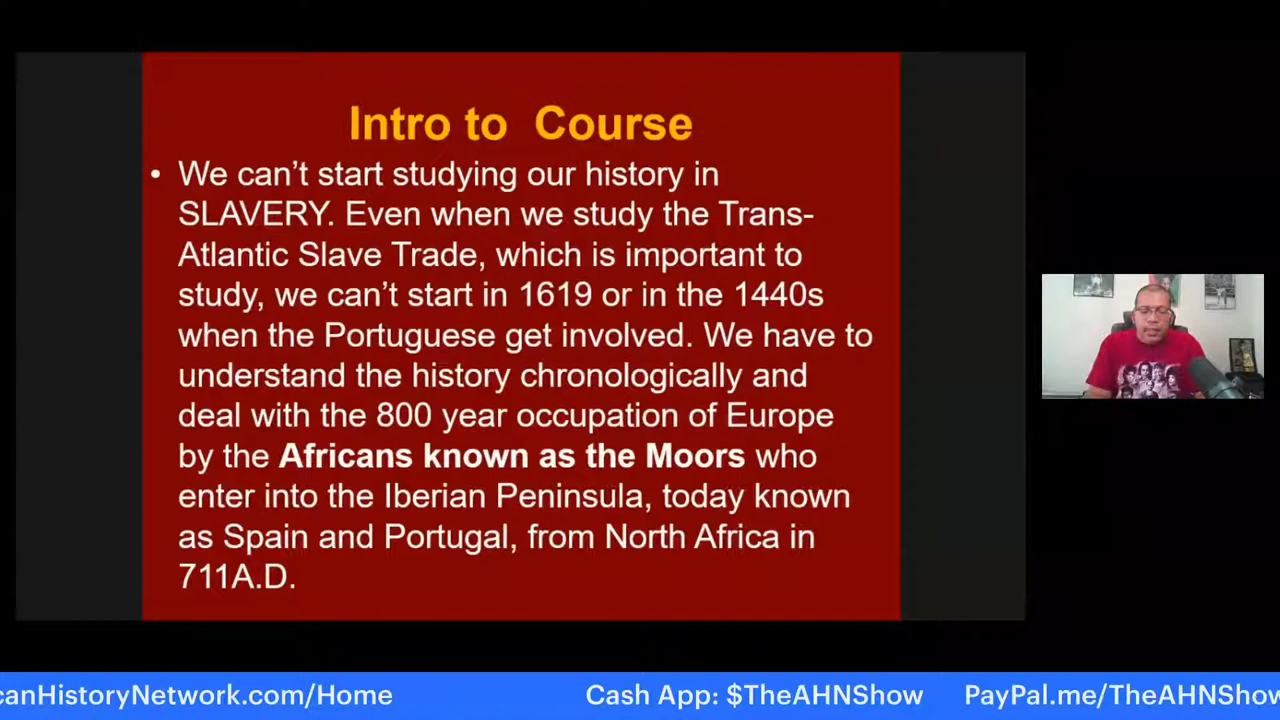 Intro to Course
• We can't start studying our history in
SLAVERY. Even when we study the Trans-
Atlantic Slave Trade, which is important to
study, we can't start in 1619 or in the 1440s
when the Portuguese get involved. We have to
understand the history chronologically and
deal with the 800 year occupation of Europe
by the Africans known as the Moors who
enter into the Iberian Peninsula, today known
as Spain and Portugal, from North Africa in
711A.D.
canHistoryNetwork.com/Home Cash App: $TheAHNShow PayPal.me/TheAHNShow